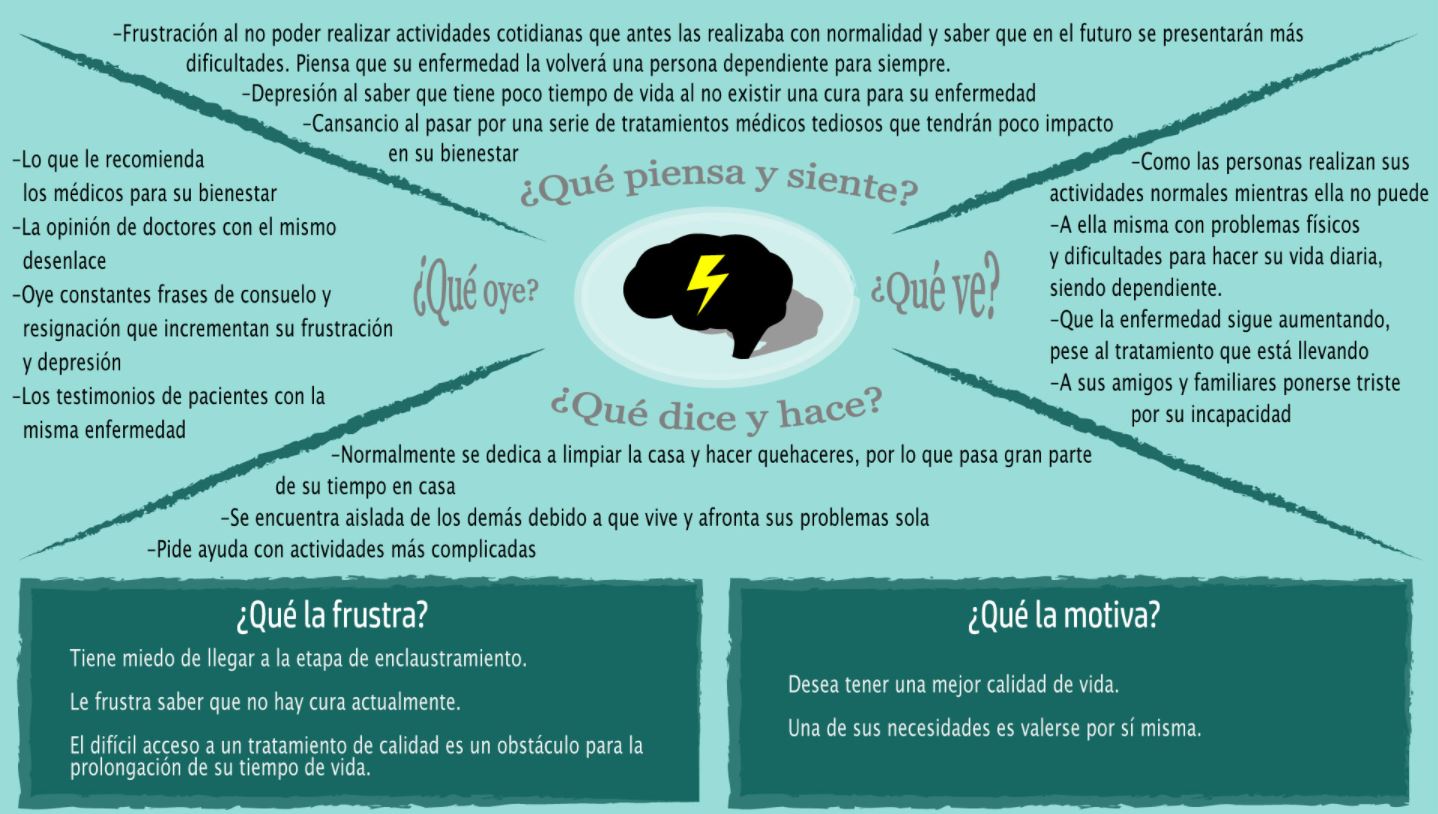 -Frustración al no poder realizar actividades cotidianas que antes las realizaba con normalidad y saber que en el futuro se presentarán más
dificultades. Piensa que su enfermedad la volverá una persona dependiente para siempre.
-Depresión al saber que tiene poco tiempo de vida al no existir una cura para su enfermedad
-Cansancio al pasar por una serie de tratamientos médicos tediosos que tendrán poco impacto
en su bienestar
¿Qué piensa y siente?
-Lo que le recomienda
los médicos para su bienestar
-La opinión de doctores con el mismo
desenlace
-Oye constantes frases de consuelo y
resignación que incrementan su frustración
y depresión
-Los testimonios de pacientes con la
misma enfermedad
¿Qué oye?
¿Qué ve?
-Como las personas realizan sus
actividades normales mientras ella no puede
-A ella misma con problemas físicos
y dificultades para hacer su vida diaria,
siendo dependiente.
-Que la enfermedad sigue aumentando,
pese al tratamiento que está llevando
-A sus amigos y familiares ponerse triste
por su incapacidad
¿Qué dice y hace?
-Normalmente se dedica a limpiar la casa y hacer quehaceres, por lo que pasa gran parte
de su tiempo en casa
-Se encuentra aislada de los demás debido a que vive y afronta sus problemas sola
-Pide ayuda con actividades más complicadas
¿Qué la frustra?
Tiene miedo de llegar a la etapa de enclaustramiento.
Le frustra saber que no hay cura actualmente.
El difícil acceso a un tratamiento de calidad es un obstáculo para la
prolongación de su tiempo de vida.
¿Qué la motiva?
Desea tener una mejor calidad de vida.
Una de sus necesidades es valerse por sí misma.